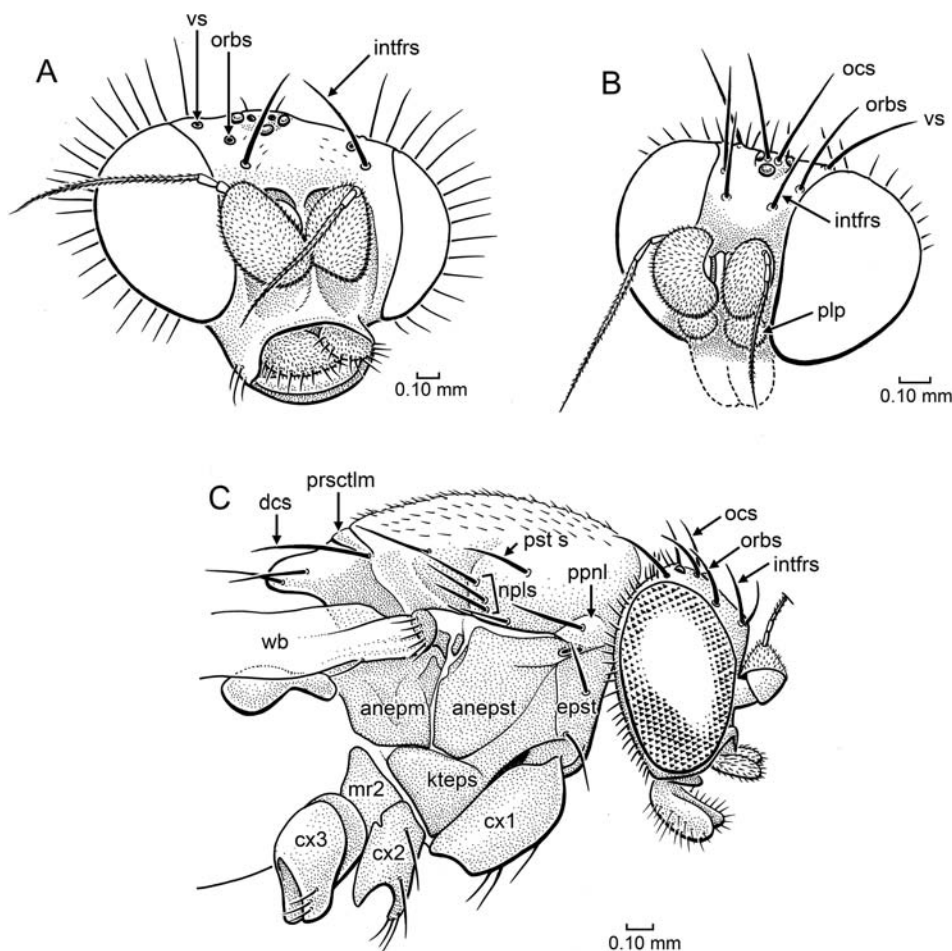 A
vs
orbs
intfrs
0.10 mm
B
ocs
orbs
vs
intfrs
plp
0.10 mm
C
prsctlm
dcs
pst s
npls
ppnl
ocs
orbs
intfrs
wb
anepm
anepst
epst
kteps
mr2
cx1
cx3
cx2
0.10 mm